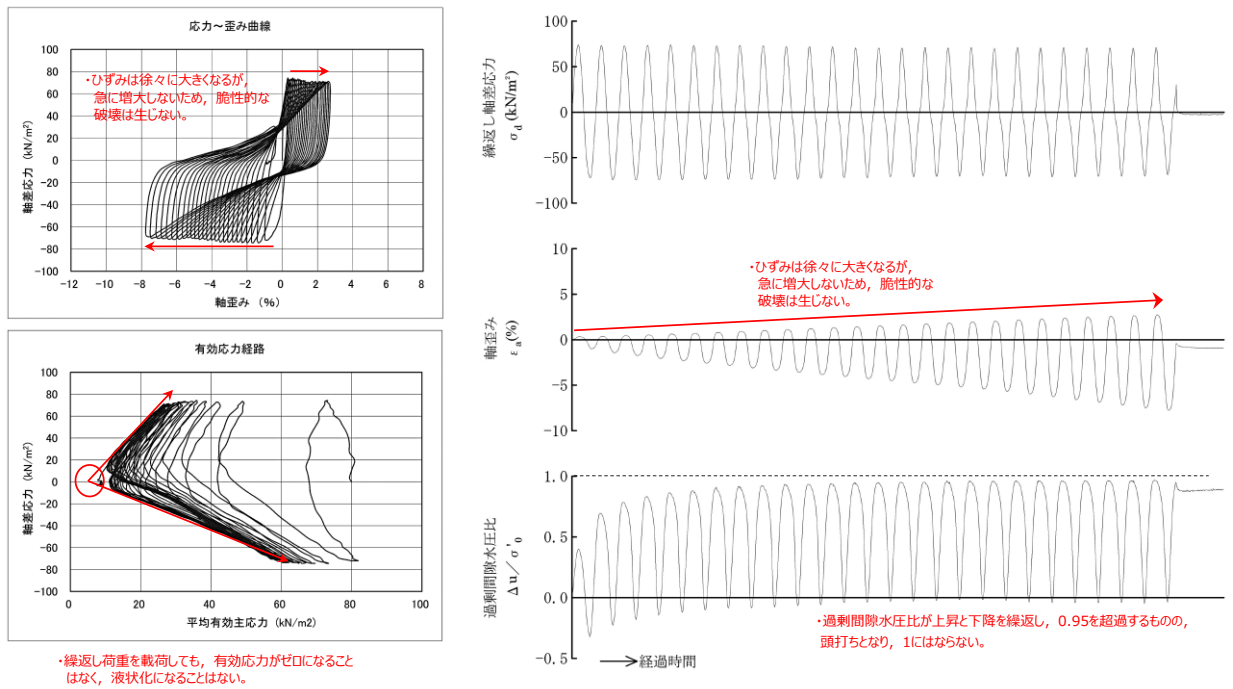 応力～歪み曲線
100
80
60
40
20
0
-20
-40
-60
-80
-100
軸差応力 (kN/m²)
-12 -10 -8 -6 -4 -2 0 2 4 6 8
軸歪み (%)
・ひずみは徐々に大きくなるが，
急に増大しないため，脆性的な
破壊は生じない。
有効応力経路
100
80
60
40
20
0
-20
-40
-60
-80
-100
軸差応力 (kN/m²)
0 20 40 60 80 100
平均有効主応力 (kN/m2)
・繰返し荷重を載荷しても，有効応力がゼロになること
はなく，液状化になることはない。
100
50
0
−50
−100
繰返し軸差応力
σd (kN/m²)
10
5
0
−5
−10
軸歪み
εa(%)
・ひずみは徐々に大きくなるが，
急に増大しないため，脆性的な
破壊は生じない。
1.0
0.5
0.0
−0.5
過剰間隙水圧比
Δu／σ'0
・過剰間隙水圧比が上昇と下降を繰返し，0.95を超過するものの，
頭打ちとなり，1にはならない。
経過時間